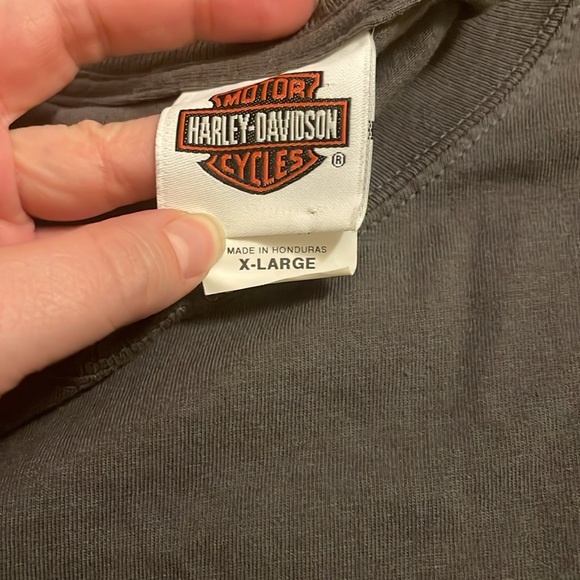 MOTOR
HARLEY-DAVIDSON
CYCLES
®
MADE IN HONDURAS
X-LARGE